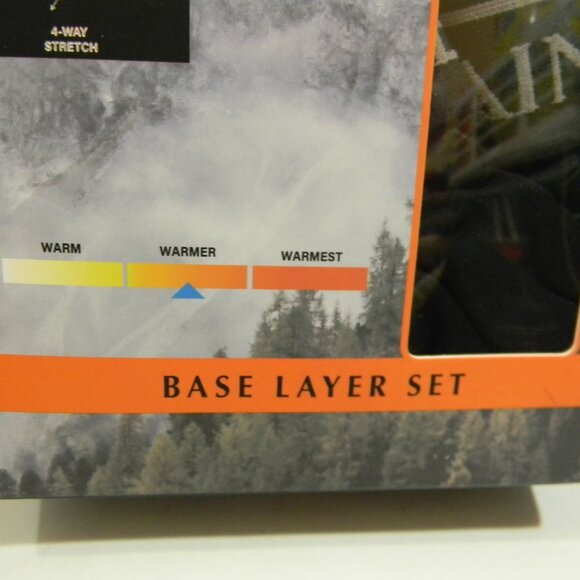 4-WAY
STRETCH
WARM WARMER WARMEST
BASE LAYER SET